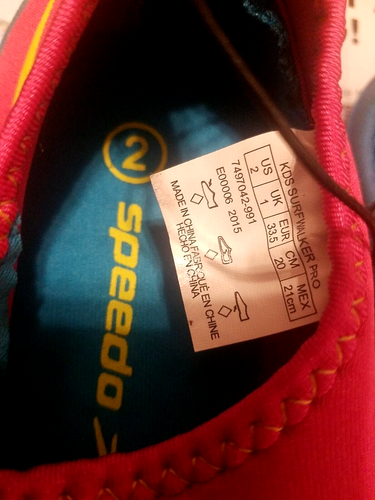 2
speedo
KDS SURFWALKER PRO
US UK EUR CM MEX
2 1 33.5 20 21cm
7497042-991
E00006 2015
MADE IN CHINA FABRIQUÉ EN CHINE
HECHO EN CHINA